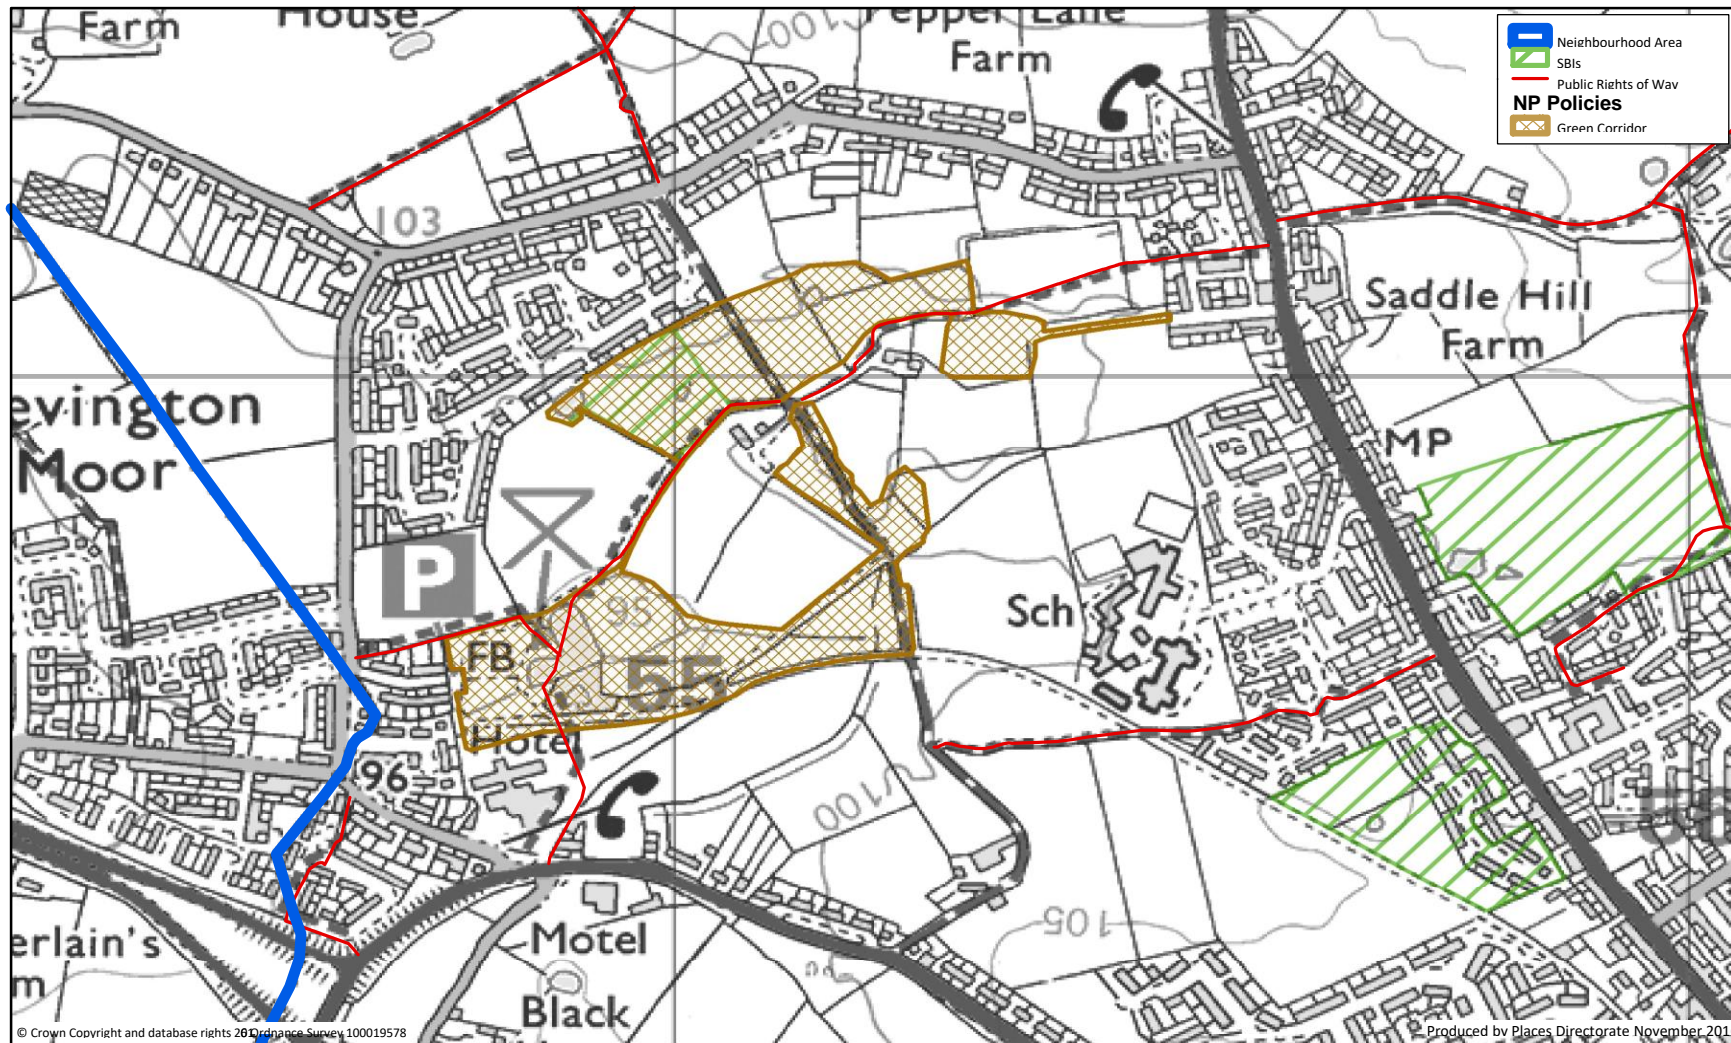 Farm
House
Pepper Lane
Farm
100
Neighbourhood Area
SBIs
Public Rights of Way
NP Policies
Green Corridor
103
Saddle Hill
Farm
evington
Moor
MP
P
95
Sch
FB
55
Hotel
96
100
56
105
erlain's
m
Motel
Black
© Crown Copyright and database rights Ordnance Survey 100019578
Produced by Places Directorate November 201